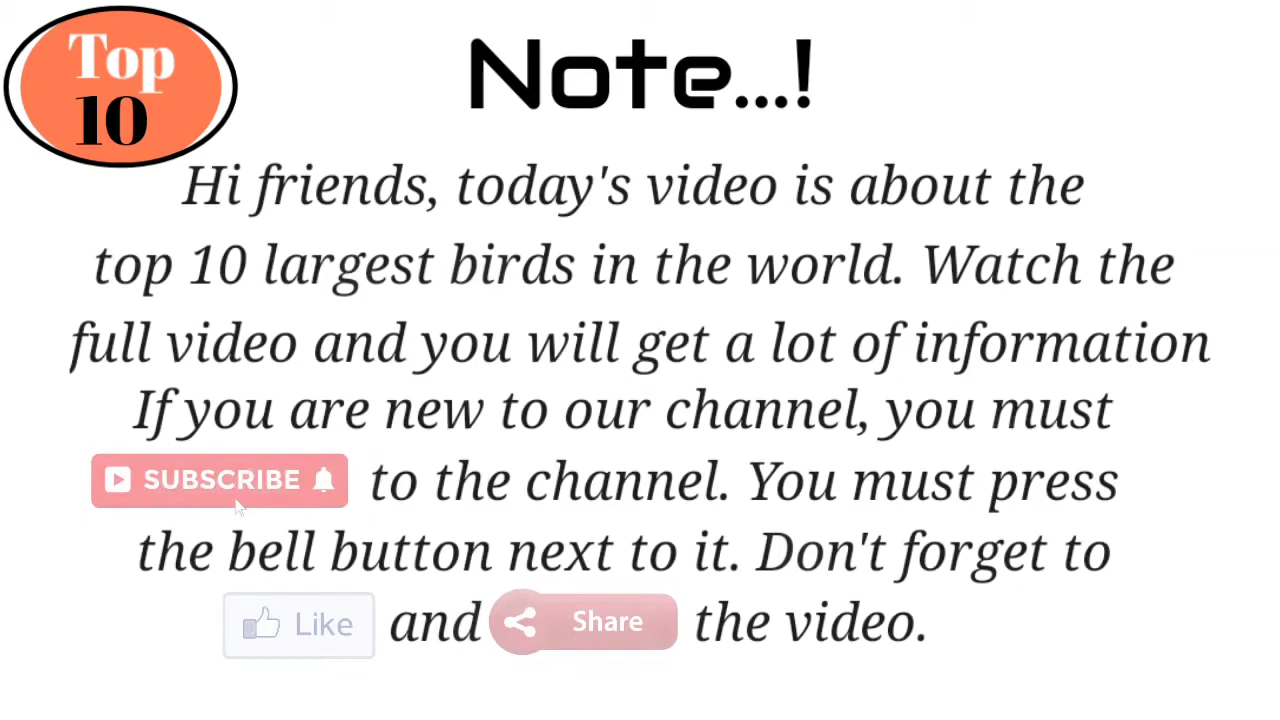 Top
10
Note...!
Hi friends, today's video is about the
top 10 largest birds in the world. Watch the
full video and you will get a lot of information
If you are new to our channel, you must
SUBSCRIBE to the channel. You must press
the bell button next to it. Don't forget to
Like and Share the video.